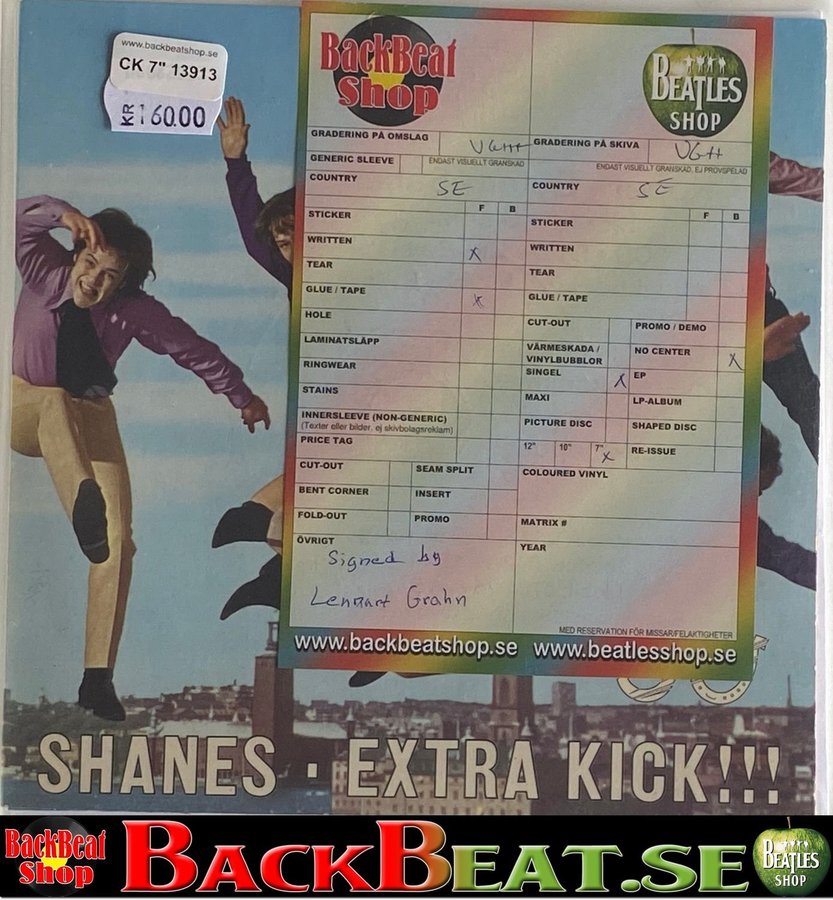 www.backbeatshop.se
CK 7" 13913
KR 160.00
BackBeat
Shop
BEATLES
SHOP
GRADERING PÅ OMSLAG VG+++ GRADERING PÅ SKIVA VG++
GENERIC SLEEVE ENDAST VISUELLT GRANSKAD ENDAST VISUELLT GRANSKAD, EJ PROVSPELAD
COUNTRY SE COUNTRY SE
F B F B
STICKER STICKER
WRITTEN X WRITTEN
TEAR TEAR
GLUE / TAPE X GLUE / TAPE
HOLE CUT-OUT PROMO / DEMO
LAMINATSLÄPP VÄRMESKADA / VINYLBUBBLOR NO CENTER X
RINGWEAR SINGEL X EP
STAINS MAXI LP-ALBUM
INNERSLEEVE (NON-GENERIC) PICTURE DISC SHAPED DISC
(Texter eller bilder, ej skivbolagsreklam)
PRICE TAG 12" 10" 7" X RE-ISSUE
CUT-OUT SEAM SPLIT COLOURED VINYL
BENT CORNER INSERT
FOLD-OUT PROMO MATRIX #
ÖVRIGT YEAR
Signed by
Lennart Grahn
MED RESERVATION FÖR MISSAR/FELAKTIGHETER
www.backbeatshop.se www.beatlesshop.se
SHANES · EXTRA KICK!!!
BackBeat
Shop
BACKBEAT.SE
BEATLES
SHOP